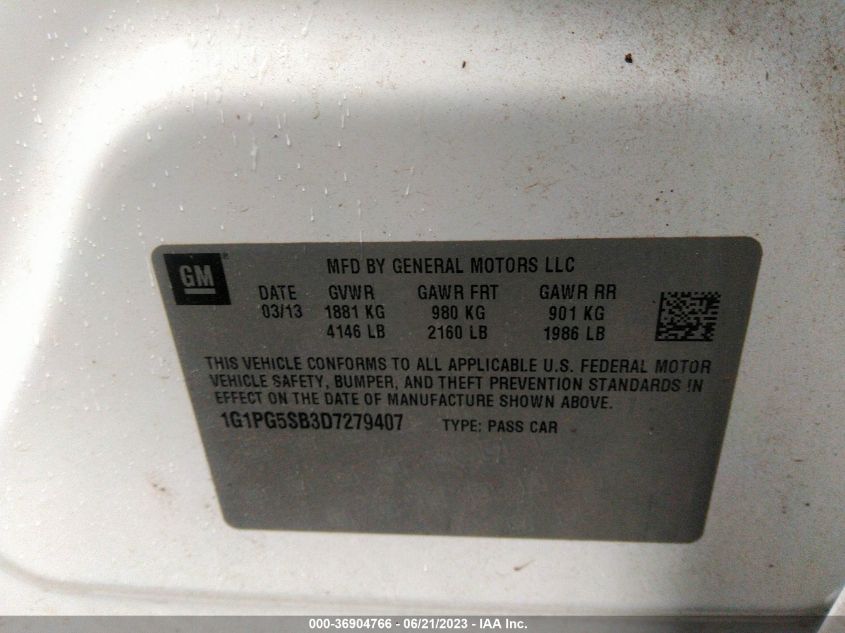 GM®
MFD BY GENERAL MOTORS LLC
DATE GVWR GAWR FRT GAWR RR
03/13 1881 KG 980 KG 901 KG
4146 LB 2160 LB 1986 LB
THIS VEHICLE CONFORMS TO ALL APPLICABLE U.S. FEDERAL MOTOR
VEHICLE SAFETY, BUMPER, AND THEFT PREVENTION STANDARDS IN
EFFECT ON THE DATE OF MANUFACTURE SHOWN ABOVE.
1G1PG5SB3D7279407 TYPE: PASS CAR
000-36904766 - 06/21/2023 - IAA Inc.